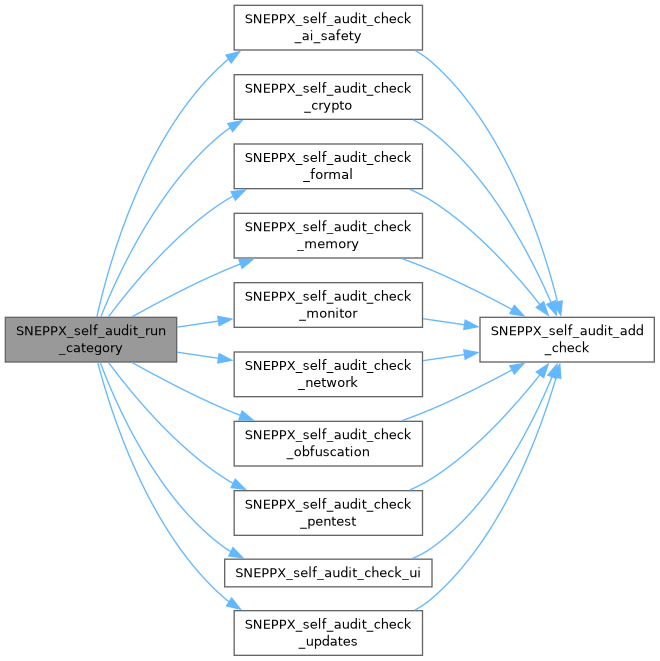 SNEPPX_self_audit_check
_ai_safety
SNEPPX_self_audit_check
_crypto
SNEPPX_self_audit_check
_formal
SNEPPX_self_audit_check
_memory
SNEPPX_self_audit_check
_monitor
SNEPPX_self_audit_run
_category
SNEPPX_self_audit_add
_check
SNEPPX_self_audit_check
_network
SNEPPX_self_audit_check
_obfuscation
SNEPPX_self_audit_check
_pentest
SNEPPX_self_audit_check_ui
SNEPPX_self_audit_check
_updates